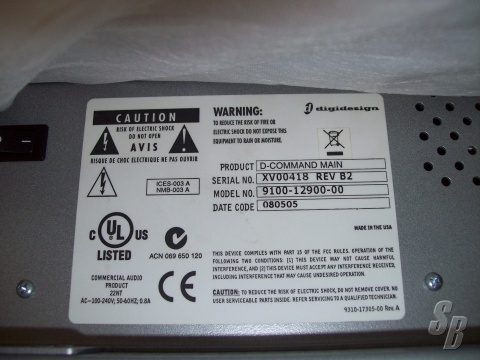 CAUTION
RISK OF ELECTRIC SHOCK
DO NOT OPEN
AVIS
RISQUE DE CHOC ELECTRIQUE NE PAS OUVRIR
ICES-003 A
NMB-003 A
C UL US
LISTED
ACN 069 650 120
COMMERCIAL AUDIO
PRODUCT
22NT
AC~100-240V, 50-60HZ; 0.8A
WARNING:
TO REDUCE THE RISK OF FIRE OR
ELECTRIC SHOCK DO NOT EXPOSE THIS
EQUIPMENT TO RAIN OR MOISTURE.
digidesign
PRODUCT D-COMMAND MAIN
SERIAL NO. XV00418 REV B2
MODEL NO. 9100-12900-00
DATE CODE 080505
MADE IN THE USA
THIS DEVICE COMPLIES WITH PART 15 OF THE FCC RULES. OPERATION OF THE
FOLLOWING TWO CONDITIONS: (1) THIS DEVICE MAY NOT CAUSE HARMFUL
INTERFERENCE, AND (2) THIS DEVICE MUST ACCEPT ANY INTERFERENCE RECEIVED,
INCLUDING INTERFERENCE THAT MAY CAUSE UNDESIRED OPERATION.
CAUTION: TO REDUCE THE RISK OF ELECTRIC SHOCK, DO NOT REMOVE COVER. NO
USER SERVICEABLE PARTS INSIDE. REFER SERVICING TO A QUALIFIED TECHNICIAN.
9310-17305-00 Rev. A
SB